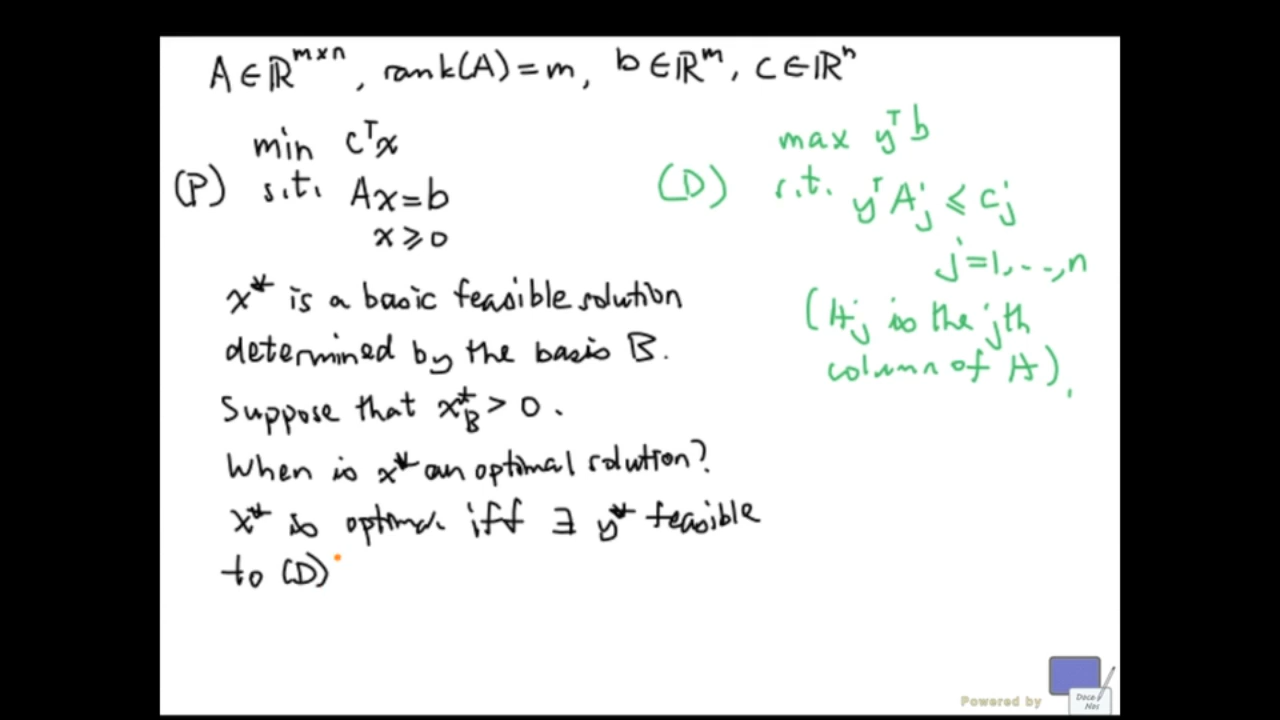 A ∈ ℝ^{m×n}, rank(A) = m, b ∈ ℝ^m, c ∈ ℝ^n
(P) min c^T x
s.t. Ax = b
x ⩾ 0
x* is a basic feasible solution
determined by the basis B.
Suppose that x*_B > 0.
When is x* an optimal solution?
x* is optimal iff ∃ y* feasible
to (D)
(D) max y^T b
s.t. y^T A_j ⩽ c_j
j = 1, ..., n
(A_j is the jth
column of A).
Powered by
Doce
Nos